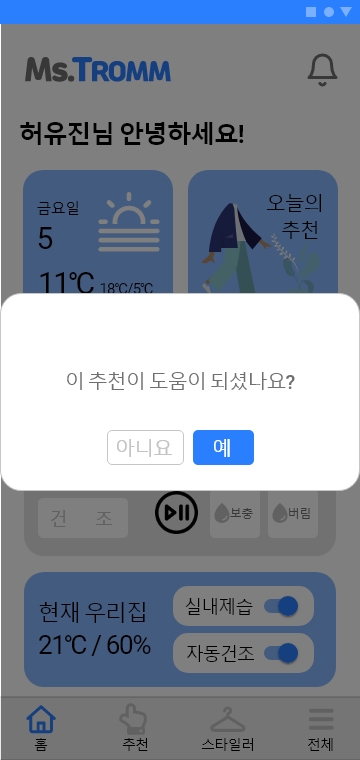 Ms.TROMM
허유진님 안녕하세요!
금요일
5
11℃ 18℃/5℃
오늘의
추천
이 추천이 도움이 되셨나요?
아니요 예
건 조
보충
버림
현재 우리집
21℃ / 60%
실내제습
자동건조
홈 추천 스타일러 전체